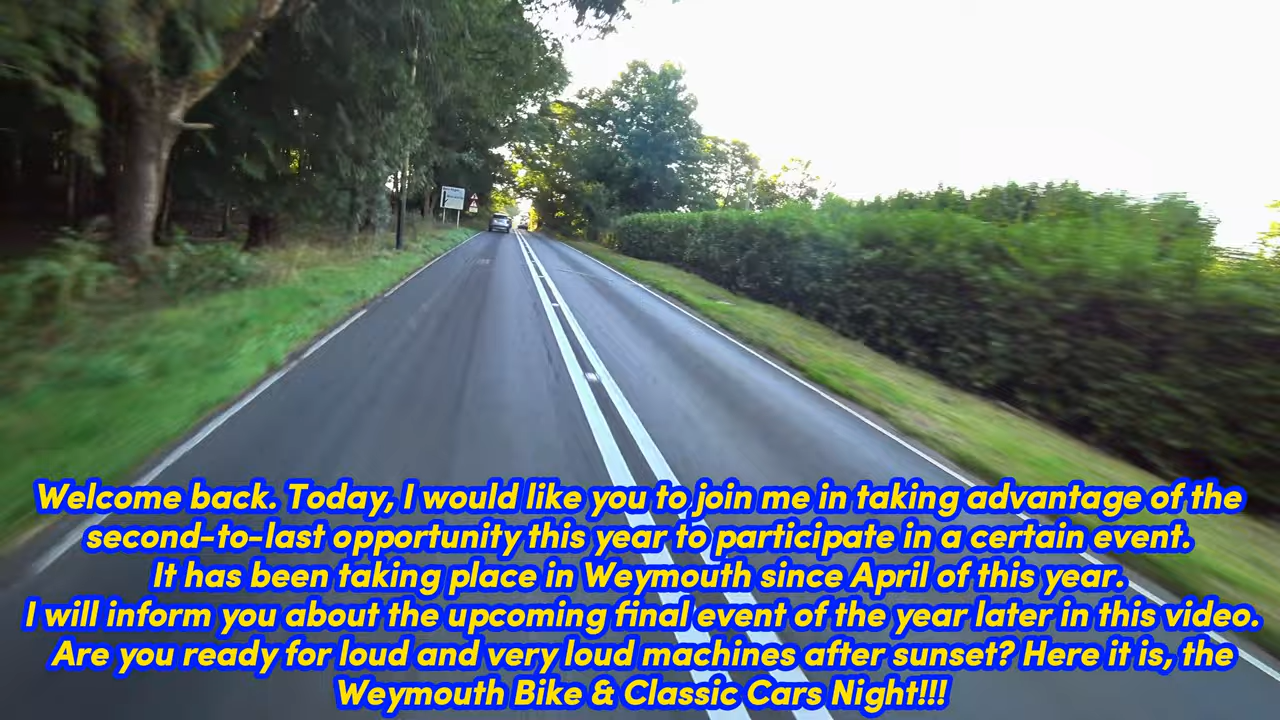 Welcome back. Today, I would like you to join me in taking advantage of the
second-to-last opportunity this year to participate in a certain event.
It has been taking place in Weymouth since April of this year.
I will inform you about the upcoming final event of the year later in this video.
Are you ready for loud and very loud machines after sunset? Here it is, the
Weymouth Bike & Classic Cars Night!!!